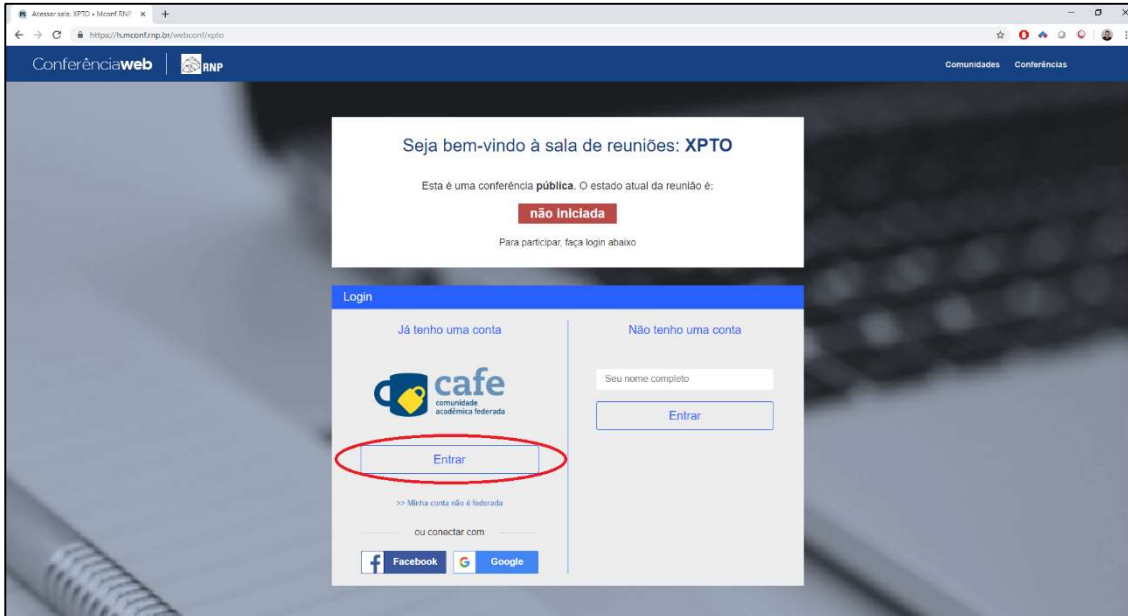 Acessar sala: XPTO • Mconf RNP
https://h.mconf.rnp.br/webconf/xpto
Conferênciaweb RNP
Comunidades Conferências
Seja bem-vindo à sala de reuniões: XPTO
Esta é uma conferência pública. O estado atual da reunião é:
não iniciada
Para participar, faça login abaixo
Login
Já tenho uma conta
cafe
comunidade
acadêmica federada
Entrar
>> Minha conta não é federada
ou conectar com
Facebook
Google
Não tenho uma conta
Seu nome completo
Entrar